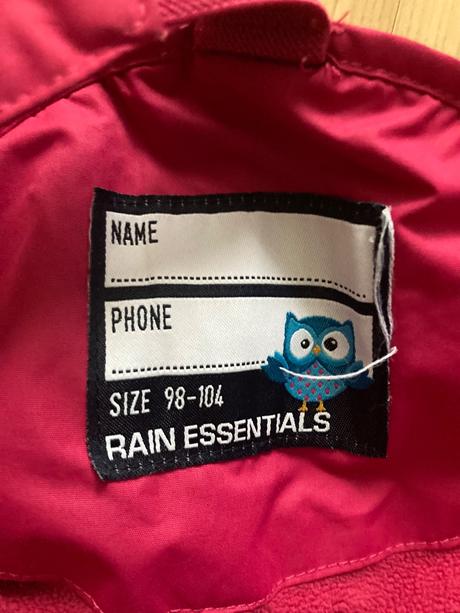 NAME
PHONE
SIZE 98-104
RAIN ESSENTIALS